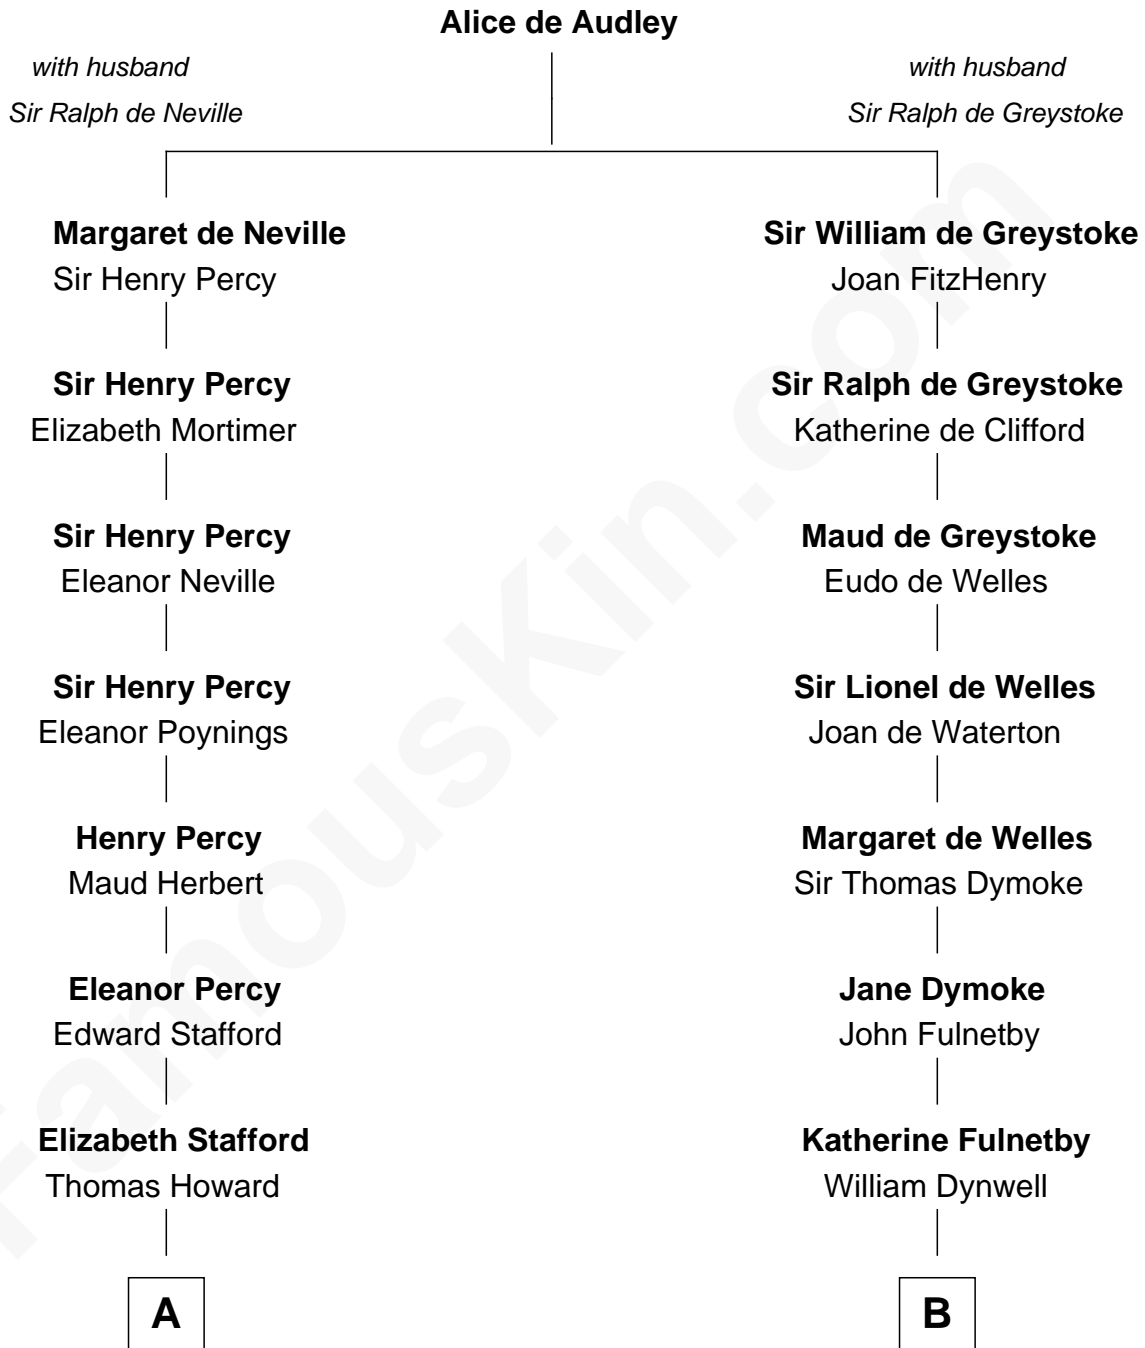 Alice de Audley
with husband
Sir Ralph de Neville
with husband
Sir Ralph de Greystoke
Margaret de Neville
Sir Henry Percy
Sir William de Greystoke
Joan FitzHenry
Sir Henry Percy
Elizabeth Mortimer
Sir Ralph de Greystoke
Katherine de Clifford
Sir Henry Percy
Eleanor Neville
Maud de Greystoke
Eudo de Welles
Sir Henry Percy
Eleanor Poynings
Sir Lionel de Welles
Joan de Waterton
Henry Percy
Maud Herbert
Margaret de Welles
Sir Thomas Dymoke
Eleanor Percy
Edward Stafford
Jane Dymoke
John Fulnetby
Elizabeth Stafford
Thomas Howard
Katherine Fulnetby
William Dynwell
A
B
FamousKin.com